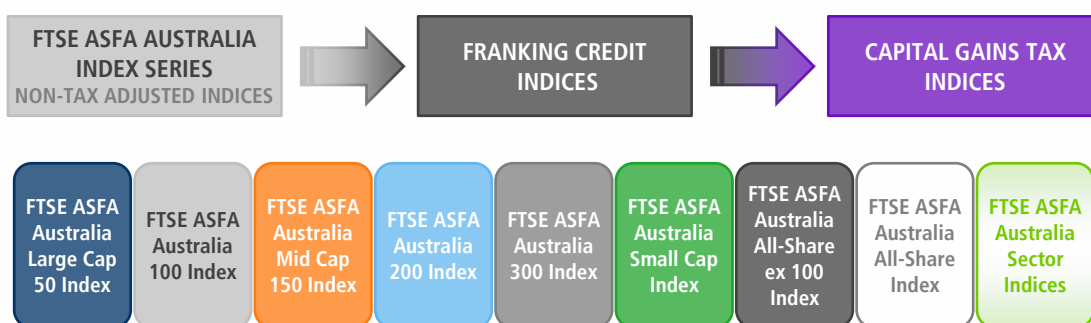 FTSE ASFA AUSTRALIA
INDEX SERIES
NON-TAX ADJUSTED INDICES
FRANKING CREDIT
INDICES
CAPITAL GAINS TAX
INDICES
FTSE ASFA
Australia
Large Cap
50 Index
FTSE ASFA
Australia
100 Index
FTSE ASFA
Australia
Mid Cap
150 Index
FTSE ASFA
Australia
200 Index
FTSE ASFA
Australia
300 Index
FTSE ASFA
Australia
Small Cap
Index
FTSE ASFA
Australia
All-Share
ex 100
Index
FTSE ASFA
Australia
All-Share
Index
FTSE ASFA
Australia
Sector
Indices